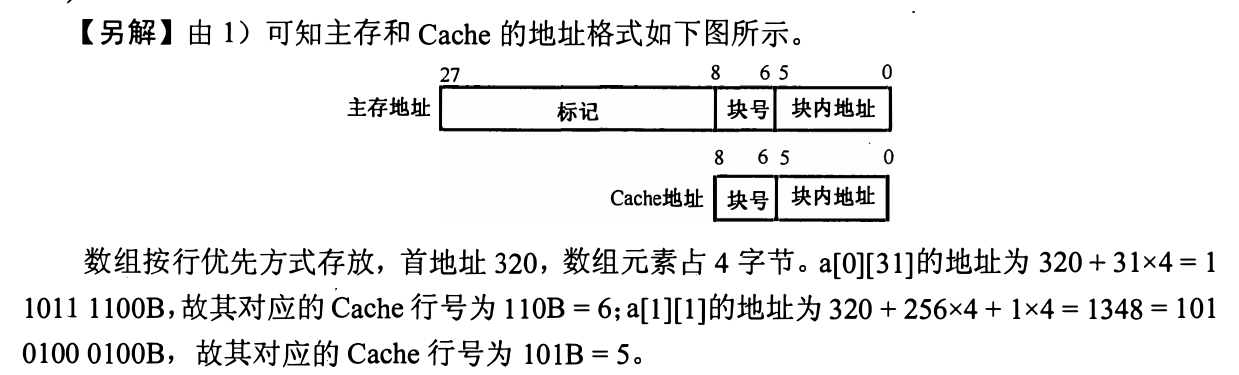 【另解】由 1）可知主存和 Cache 的地址格式如下图所示。
27 8 6 5 0
主存地址 标记 块号 块内地址
8 6 5 0
Cache地址 块号 块内地址
数组按行优先方式存放，首地址 320，数组元素占 4 字节。a[0][31]的地址为 320 + 31×4 = 1
1011 1100B，故其对应的 Cache 行号为 110B = 6；a[1][1]的地址为 320 + 256×4 + 1×4 = 1348 = 101
0100 0100B，故其对应的 Cache 行号为 101B = 5。